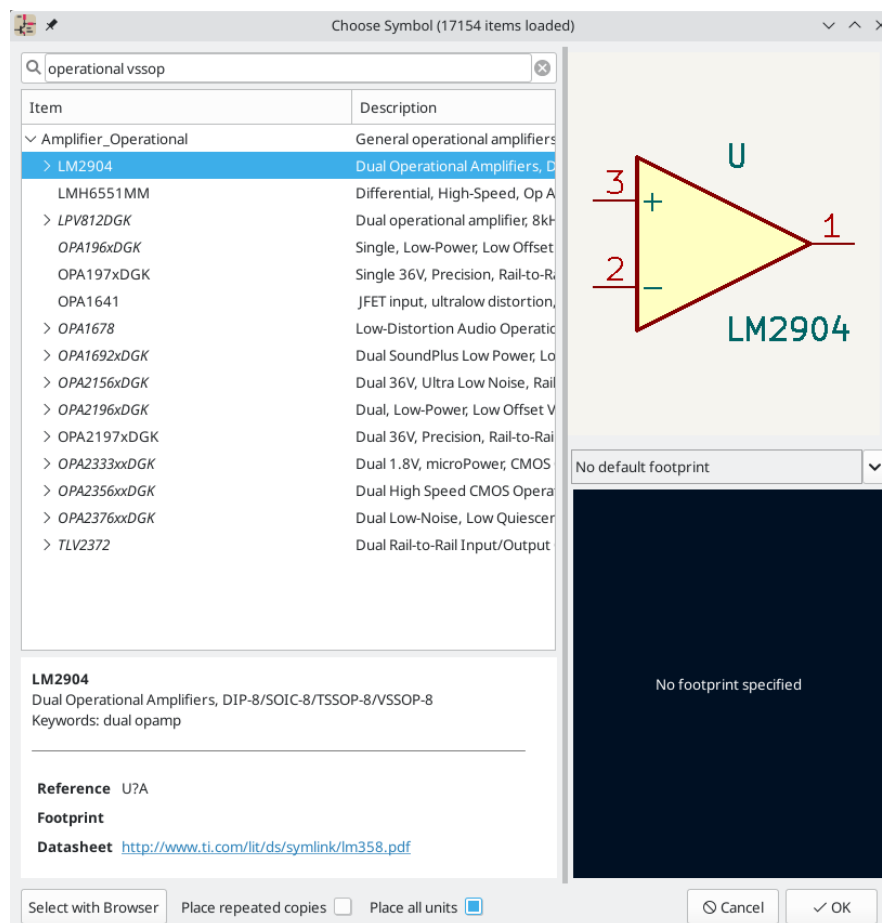 Choose Symbol (17154 items loaded)
operational vssop
Item Description
Amplifier_Operational General operational amplifiers
LM2904 Dual Operational Amplifiers, D
LMH6551MM Differential, High-Speed, Op A
LPV812DGK Dual operational amplifier, 8kH
OPA196xDGK Single, Low-Power, Low Offset
OPA197xDGK Single 36V, Precision, Rail-to-Ra
OPA1641 JFET input, ultralow distortion,
OPA1678 Low-Distortion Audio Operatio
OPA1692xDGK Dual SoundPlus Low Power, Lo
OPA2156xDGK Dual 36V, Ultra Low Noise, Rail
OPA2196xDGK Dual, Low-Power, Low Offset V
OPA2197xDGK Dual 36V, Precision, Rail-to-Rai
OPA2333xxDGK Dual 1.8V, microPower, CMOS
OPA2356xxDGK Dual High Speed CMOS Opera
OPA2376xxDGK Dual Low-Noise, Low Quiescer
TLV2372 Dual Rail-to-Rail Input/Output
LM2904
Dual Operational Amplifiers, DIP-8/SOIC-8/TSSOP-8/VSSOP-8
Keywords: dual opamp
Reference U?A
Footprint
Datasheet http://www.ti.com/lit/ds/symlink/lm358.pdf
U
3 +
1
2 −
LM2904
No default footprint
No footprint specified
Select with Browser Place repeated copies Place all units Cancel OK